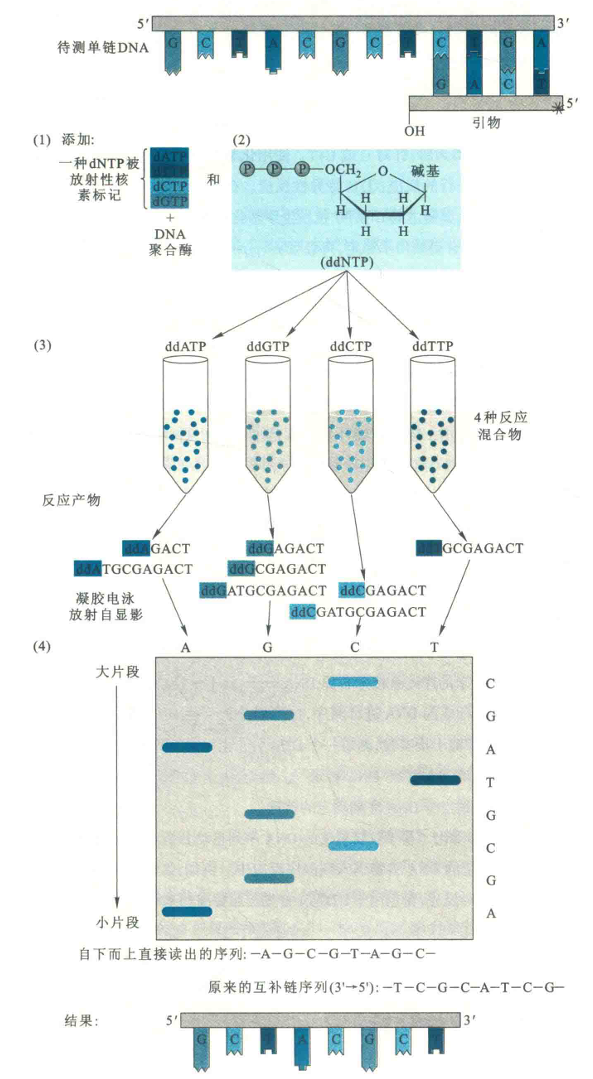 5′ 3′
待测单链DNA G C T A C G C T C T G A
G A C T
5′
OH 引物
(1) 添加: (2)
一种dNTP被
放射性核
素标记
dATP
dTTP
dCTP
dGTP
+
DNA
聚合酶
和
P P P OCH₂ O 碱基
H H
H H
H H
(ddNTP)
(3) ddATP ddGTP ddCTP ddTTP
4种反应
混合物
反应产物
ddAGACT ddGAGACT ddTGCGAGACT
ddATGCGAGACT ddGCGAGACT
ddGATGCGAGACT ddCGAGACT
ddCGATGCGAGACT
凝胶电泳
放射自显影
(4) A G C T
大片段 C
G
A
T
G
C
G
小片段 A
自下而上直接读出的序列:-A-G-C-G-T-A-G-C-
原来的互补链序列(3′→5′):-T-C-G-C-A-T-C-G-
结果: 5′ 3′
G C T A C G C T